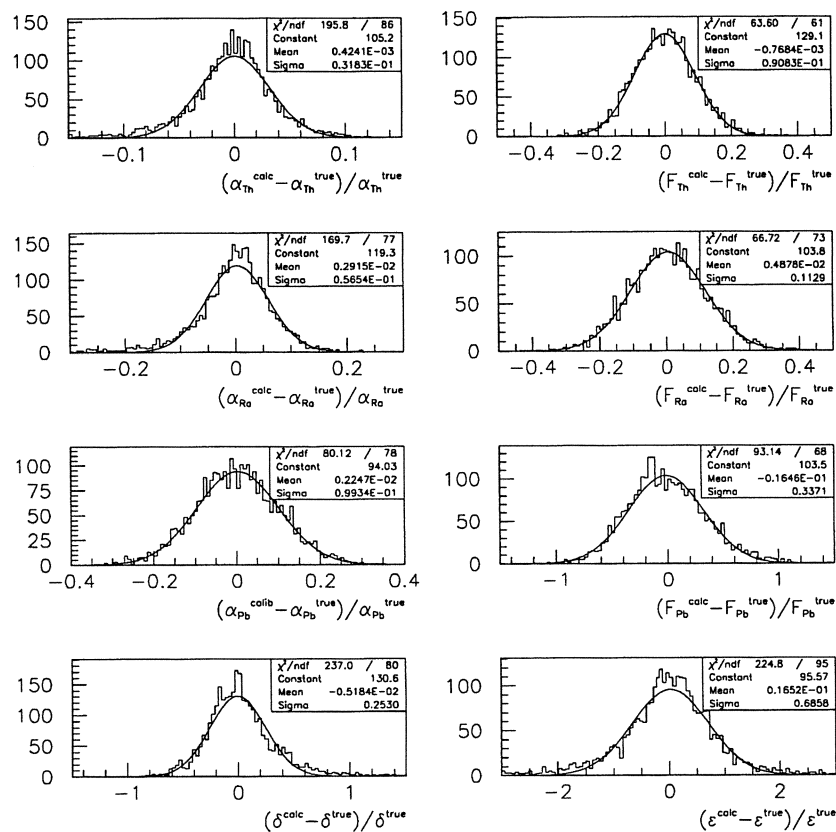 χ²/ndf 195.8 / 86
Constant 105.2
Mean 0.4241E-03
Sigma 0.3183E-01
150
100
50
0
-0.1 0 0.1
(α_Th^calc-α_Th^true)/α_Th^true
χ²/ndf 63.60 / 61
Constant 129.1
Mean -0.7684E-03
Sigma 0.9083E-01
150
100
50
0
-0.4 -0.2 0 0.2 0.4
(F_Th^calc-F_Th^true)/F_Th^true
χ²/ndf 169.7 / 77
Constant 119.3
Mean 0.2915E-02
Sigma 0.5654E-01
150
100
50
0
-0.2 0 0.2
(α_Ra^calc-α_Ra^true)/α_Ra^true
χ²/ndf 66.72 / 73
Constant 103.8
Mean 0.4878E-02
Sigma 0.1129
100
50
0
-0.4 -0.2 0 0.2 0.4
(F_Ra^calc-F_Ra^true)/F_Ra^true
χ²/ndf 80.12 / 78
Constant 94.03
Mean 0.2247E-02
Sigma 0.9934E-01
100
75
50
25
0
-0.4 -0.2 0 0.2 0.4
(α_Pb^calib-α_Pb^true)/α_Pb^true
χ²/ndf 93.14 / 68
Constant 103.5
Mean -0.1646E-01
Sigma 0.3371
100
50
0
-1 0 1
(F_Pb^calc-F_Pb^true)/F_Pb^true
χ²/ndf 237.0 / 80
Constant 130.6
Mean -0.5184E-02
Sigma 0.2530
150
100
50
0
-1 0 1
(δ^calc-δ^true)/δ^true
χ²/ndf 224.8 / 95
Constant 95.57
Mean 0.1652E-01
Sigma 0.6858
100
50
0
-2 0 2
(ε^calc-ε^true)/ε^true